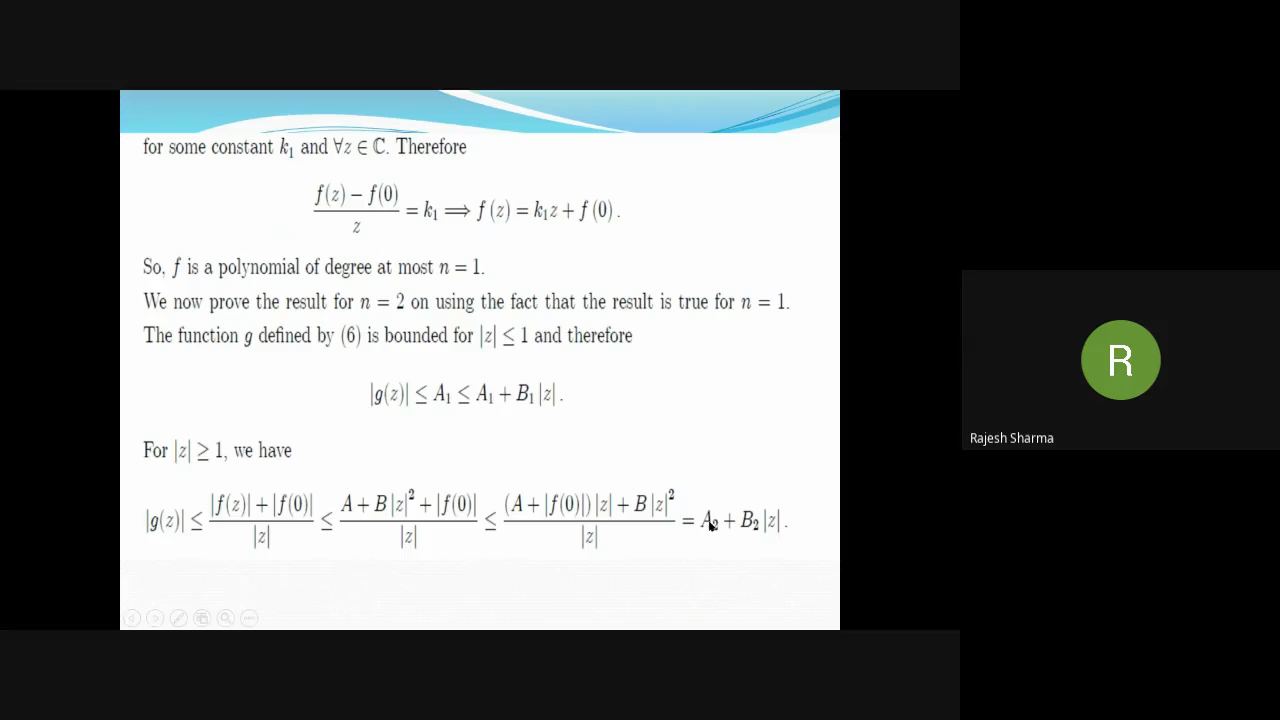 for some constant k₁ and ∀z ∈ ℂ. Therefore
(f(z) − f(0))/z = k₁ ⟹ f (z) = k₁z + f (0) .
So, f is a polynomial of degree at most n = 1.
We now prove the result for n = 2 on using the fact that the result is true for n = 1.
The function g defined by (6) is bounded for |z| ≤ 1 and therefore
|g(z)| ≤ A₁ ≤ A₁ + B₁ |z| .
For |z| ≥ 1, we have
|g(z)| ≤ (|f(z)| + |f(0)|)/|z| ≤ (A + B |z|² + |f(0)|)/|z| ≤ ((A + |f(0)|) |z| + B |z|²)/|z| = A₂ + B₂ |z| .
R
Rajesh Sharma